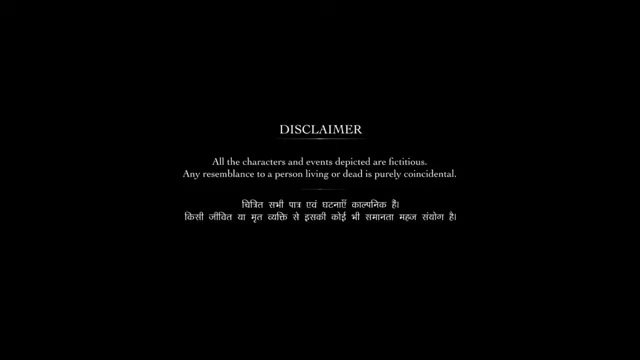 DISCLAIMER
All the characters and events depicted are fictitious.
Any resemblance to a person living or dead is purely coincidental.
चित्रित सभी पात्र एवं घटनाएँ काल्पनिक है।
किसी जीवित या मृत व्यक्ति से इसकी कोई भी समानता महज संयोग है।